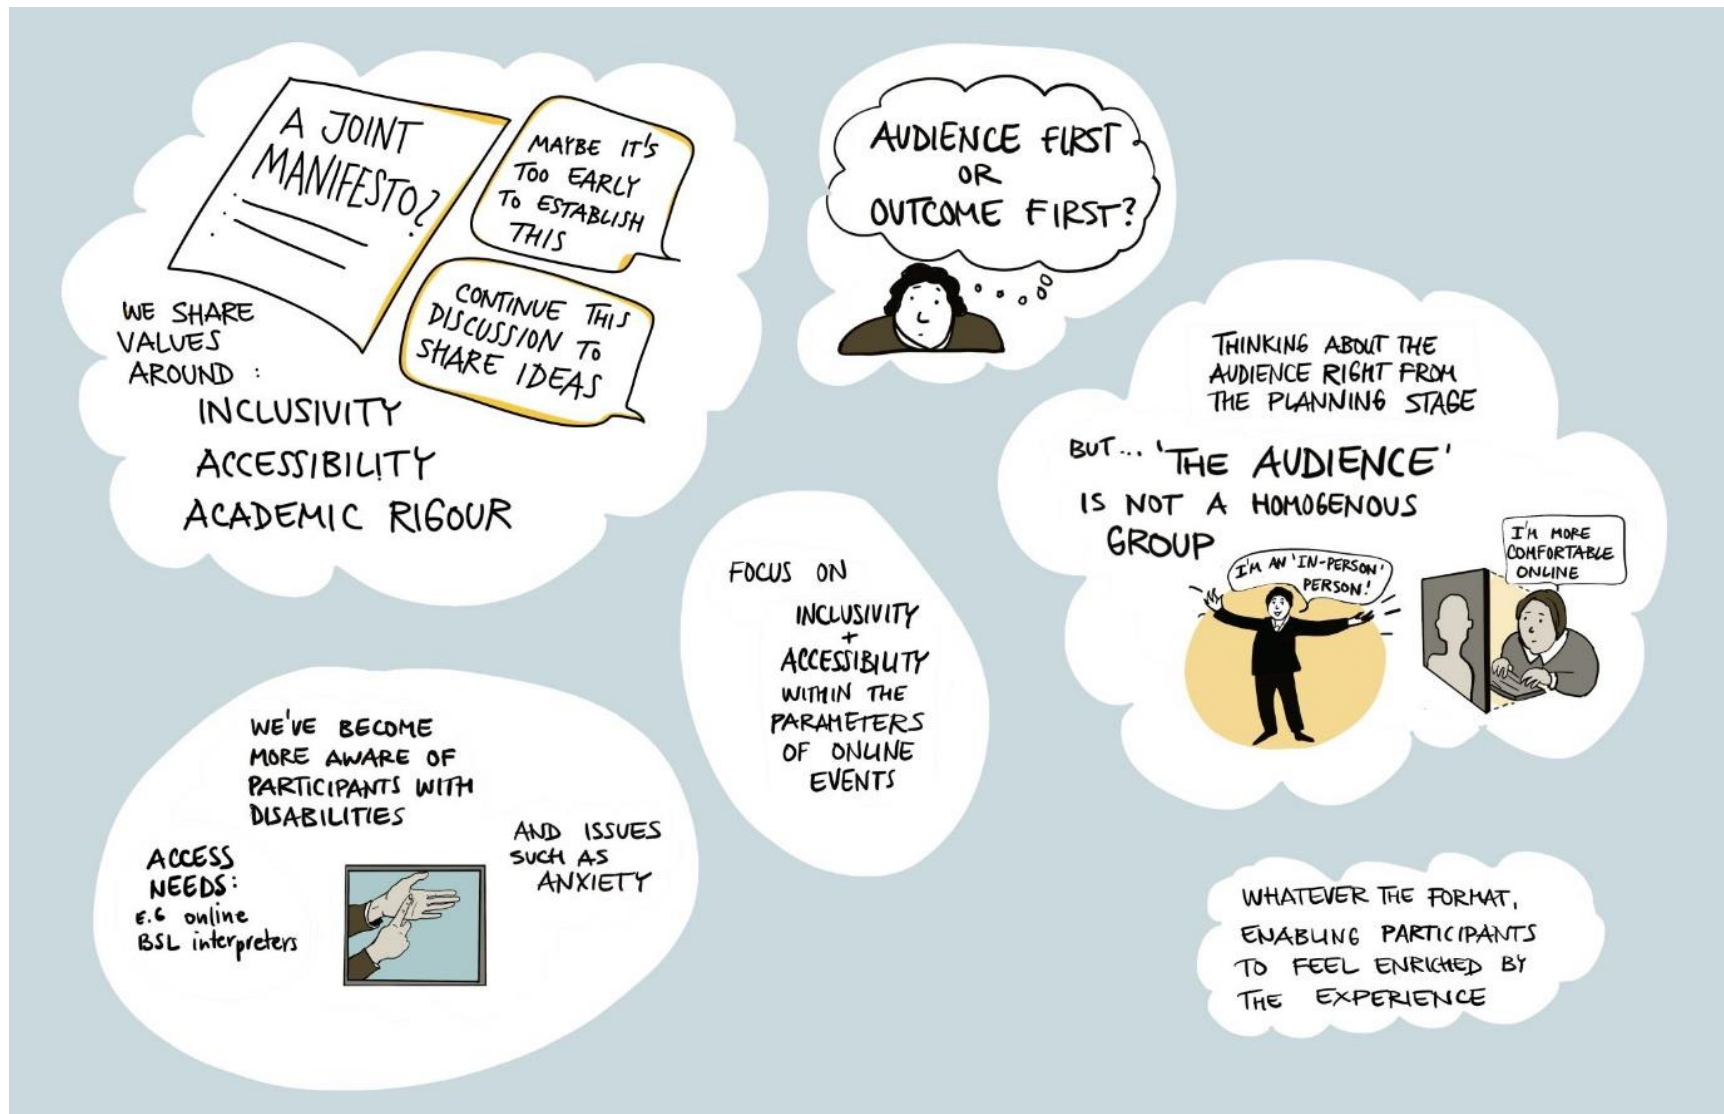 A JOINT
MANIFESTO?
MAYBE IT'S
TOO EARLY
TO ESTABLISH
THIS
CONTINUE THIS
DISCUSSION TO
SHARE IDEAS
WE SHARE
VALUES
AROUND :
INCLUSIVITY
ACCESSIBILITY
ACADEMIC RIGOUR
AUDIENCE FIRST
OR
OUTCOME FIRST?
THINKING ABOUT THE
AUDIENCE RIGHT FROM
THE PLANNING STAGE
BUT... 'THE AUDIENCE'
IS NOT A HOMOGENOUS
GROUP
I'M AN 'IN-PERSON'
PERSON!
I'M MORE
COMFORTABLE
ONLINE
FOCUS ON
INCLUSIVITY
+
ACCESSIBILITY
WITHIN THE
PARAMETERS
OF ONLINE
EVENTS
WE'VE BECOME
MORE AWARE OF
PARTICIPANTS WITH
DISABILITIES
ACCESS
NEEDS:
E.G online
BSL interpreters
AND ISSUES
SUCH AS
ANXIETY
WHATEVER THE FORMAT,
ENABLING PARTICIPANTS
TO FEEL ENRICHED BY
THE EXPERIENCE